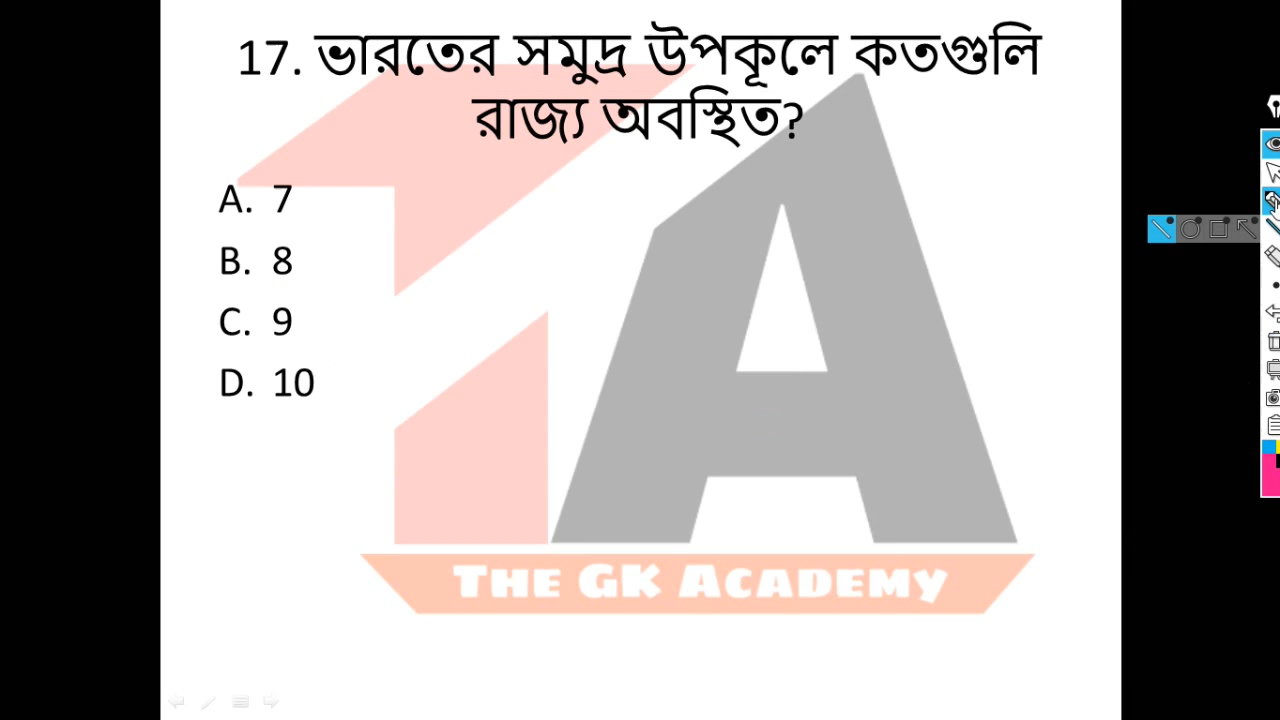 17. ভারতের সমুদ্র উপকূলে কতগুলি
রাজ্য অবস্থিত?
A. 7
B. 8
C. 9
D. 10
THE GK ACADEMY